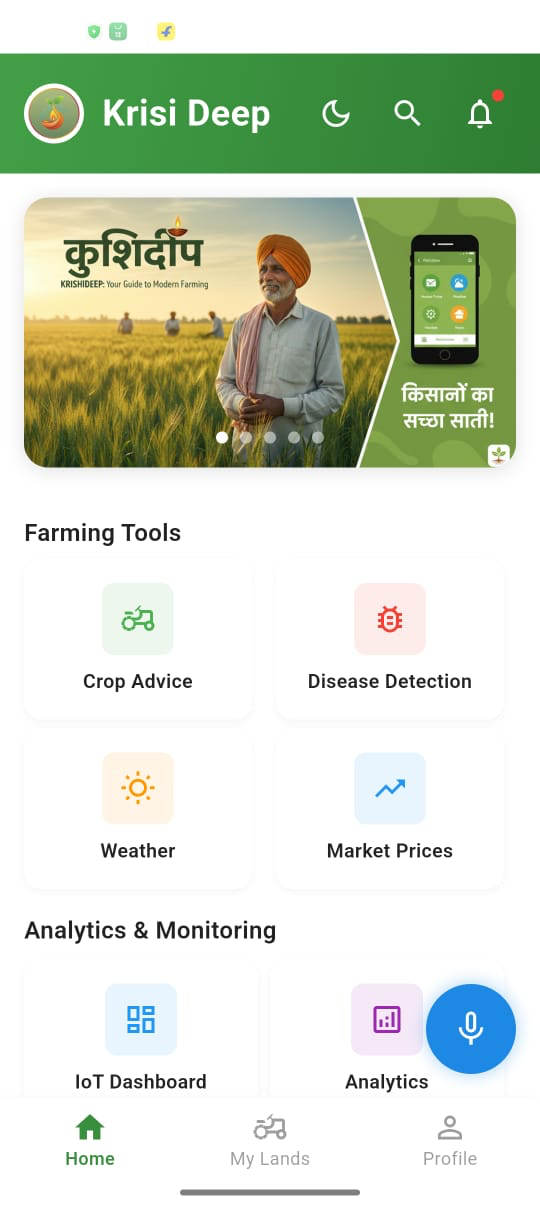 Krisi Deep
कुशिदीप
KRISHIDEEP: Your Guide to Modern Farming
किसानों का
सच्छा साती!
Farming Tools
Crop Advice
Disease Detection
Weather
Market Prices
Analytics & Monitoring
IoT Dashboard
Analytics
Home
My Lands
Profile